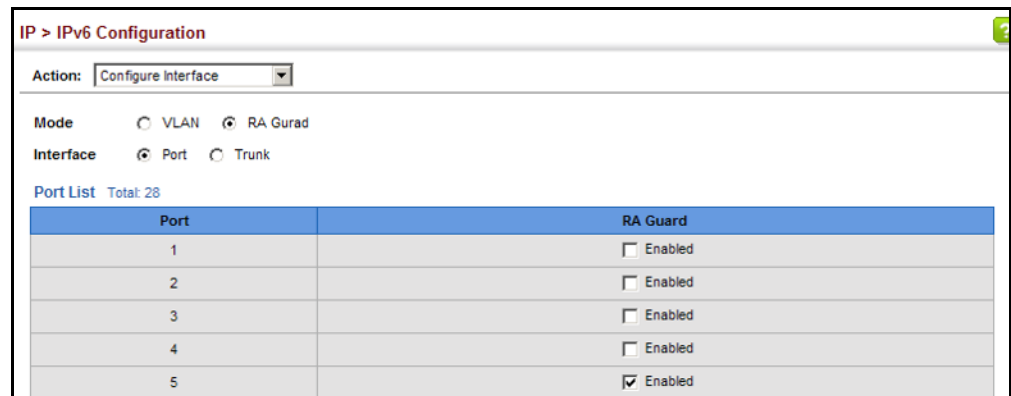 IP > IPv6 Configuration
?
Action: Configure Interface
Mode VLAN RA Gurad
Interface Port Trunk
Port List Total: 28
Port RA Guard
1 Enabled
2 Enabled
3 Enabled
4 Enabled
5 Enabled